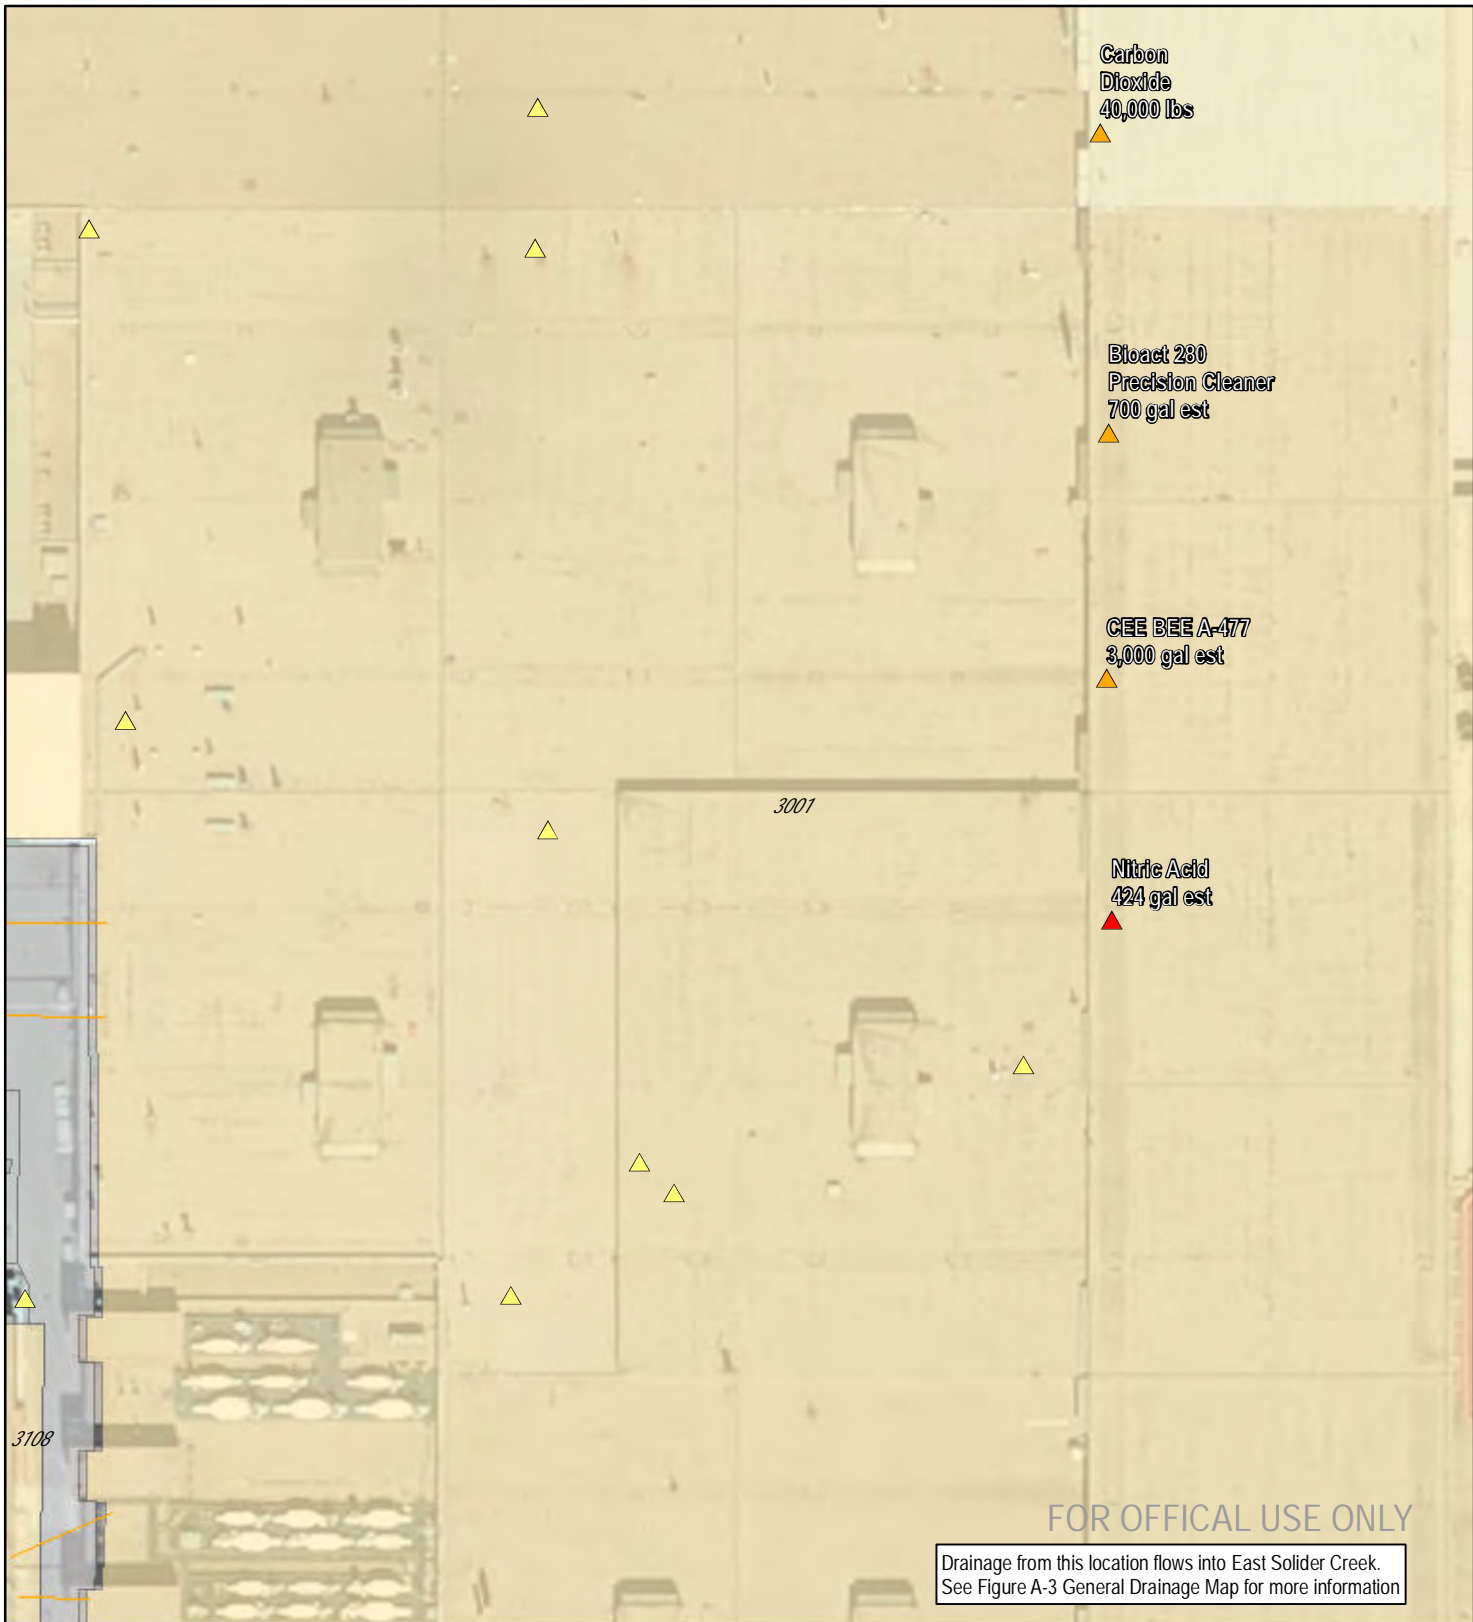 Carbon
Dioxide
40,000 lbs
Bioact 280
Precision Cleaner
700 gal est
CEE BEE A-477
3,000 gal est
3001
Nitric Acid
424 gal est
3108
FOR OFFICAL USE ONLY
Drainage from this location flows into East Solider Creek.
See Figure A-3 General Drainage Map for more information